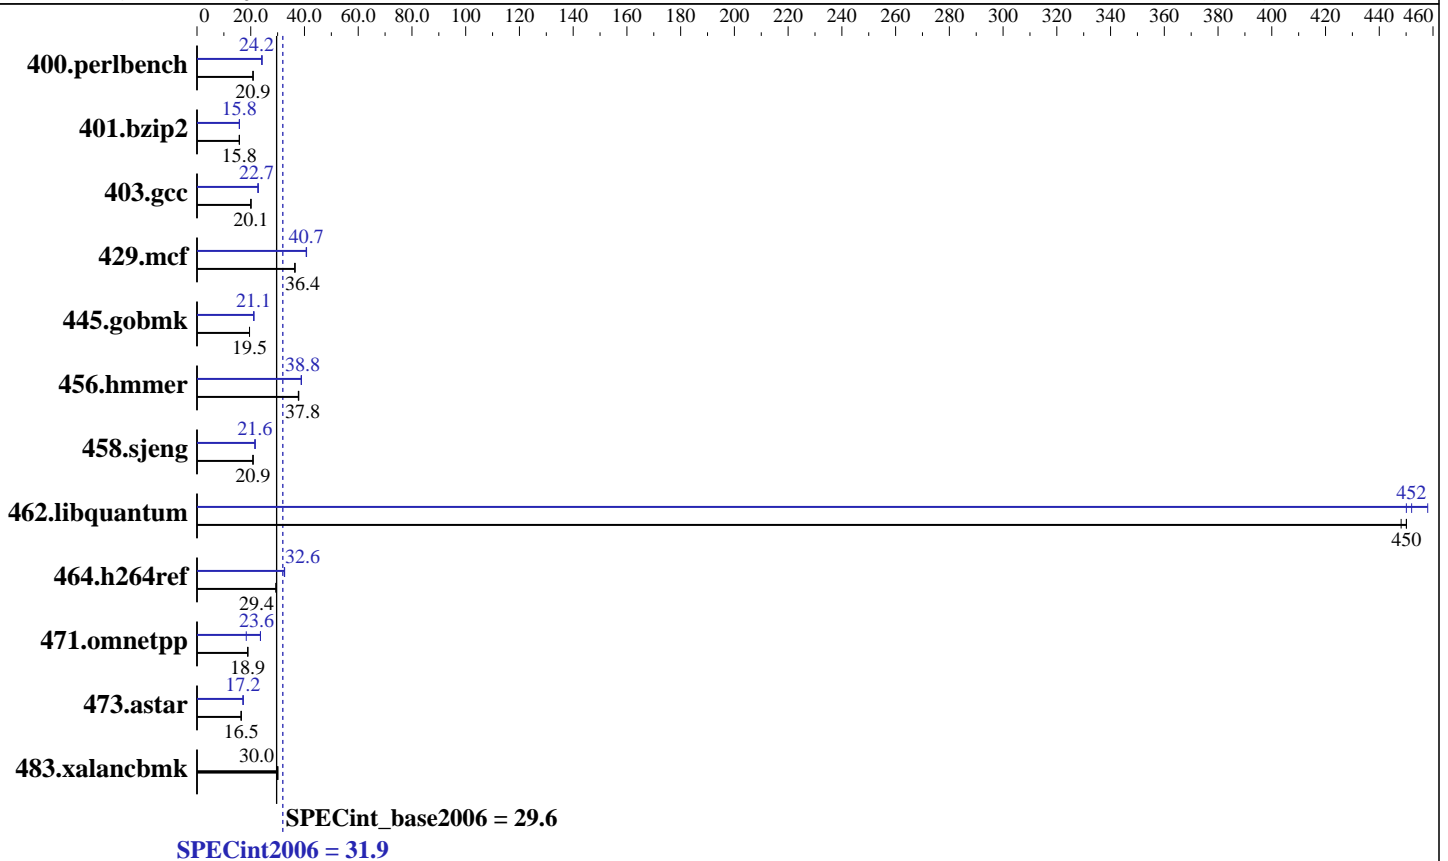 0 20.0 40.0 60.0 80.0 100 120 140 160 180 200 220 240 260 280 300 320 340 360 380 400 420 440 460
24.2
400.perlbench
20.9
15.8
401.bzip2
15.8
22.7
403.gcc
20.1
40.7
429.mcf
36.4
21.1
445.gobmk
19.5
38.8
456.hmmer
37.8
21.6
458.sjeng
20.9
452
462.libquantum
450
32.6
464.h264ref
29.4
23.6
471.omnetpp
18.9
17.2
473.astar
16.5
30.0
483.xalancbmk
SPECint_base2006 = 29.6
SPECint2006 = 31.9